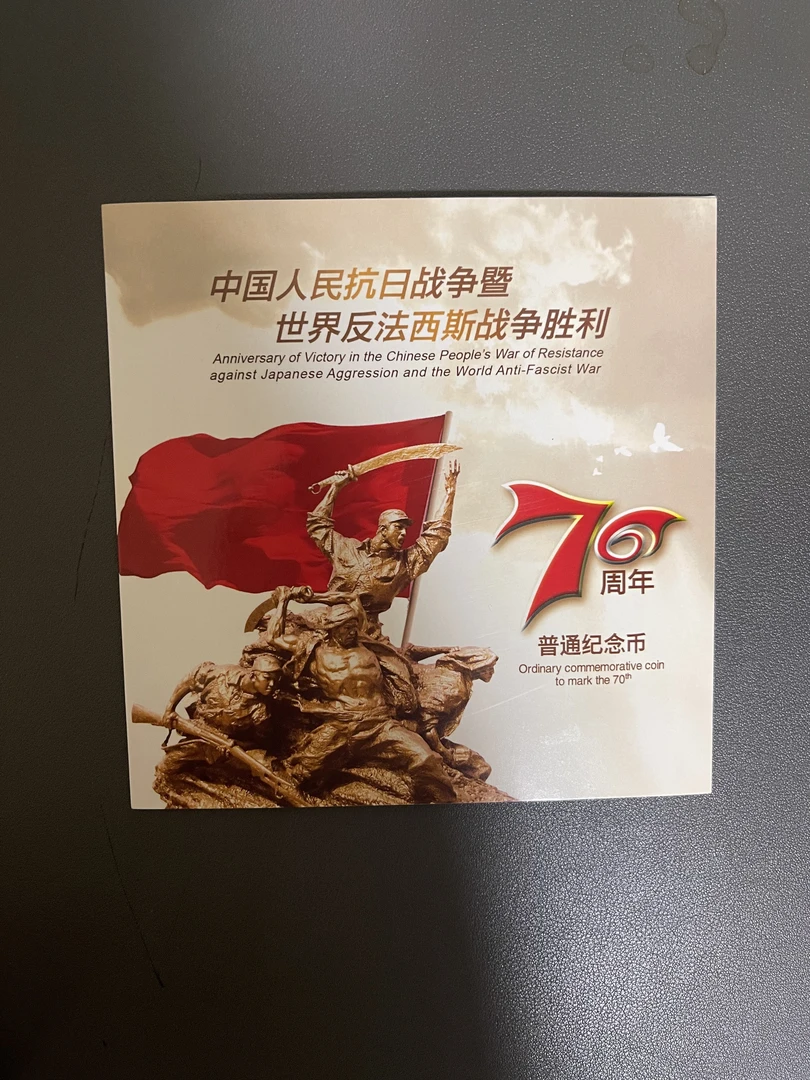 中国人民抗日战争暨
世界反法西斯战争胜利
Anniversary of Victory in the Chinese People's War of Resistance
against Japanese Aggression and the World Anti-Fascist War
70
周年
普通纪念币
Ordinary commemorative coin
to mark the 70th